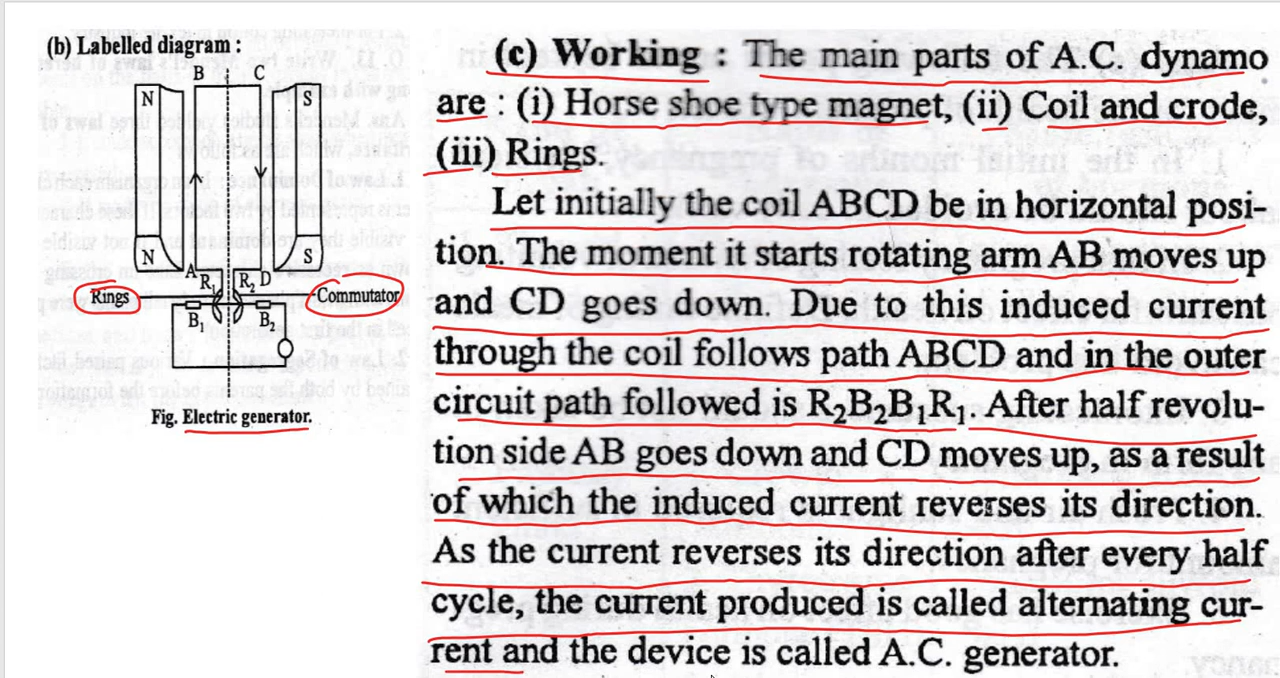 (b) Labelled diagram :
B C
N S
N S
A R₁ R₂ D
Rings Commutator
B₁ B₂
Fig. Electric generator.
(c) Working : The main parts of A.C. dynamo
are : (i) Horse shoe type magnet, (ii) Coil and crode,
(iii) Rings.
Let initially the coil ABCD be in horizontal posi
tion. The moment it starts rotating arm AB moves up
and CD goes down. Due to this induced current
through the coil follows path ABCD and in the outer
circuit path followed is R₂B₂B₁R₁. After half revolu-
tion side AB goes down and CD moves up, as a result
of which the induced current reverses its direction.
As the current reverses its direction after every half
cycle, the current produced is called alternating cur-
rent and the device is called A.C. generator.